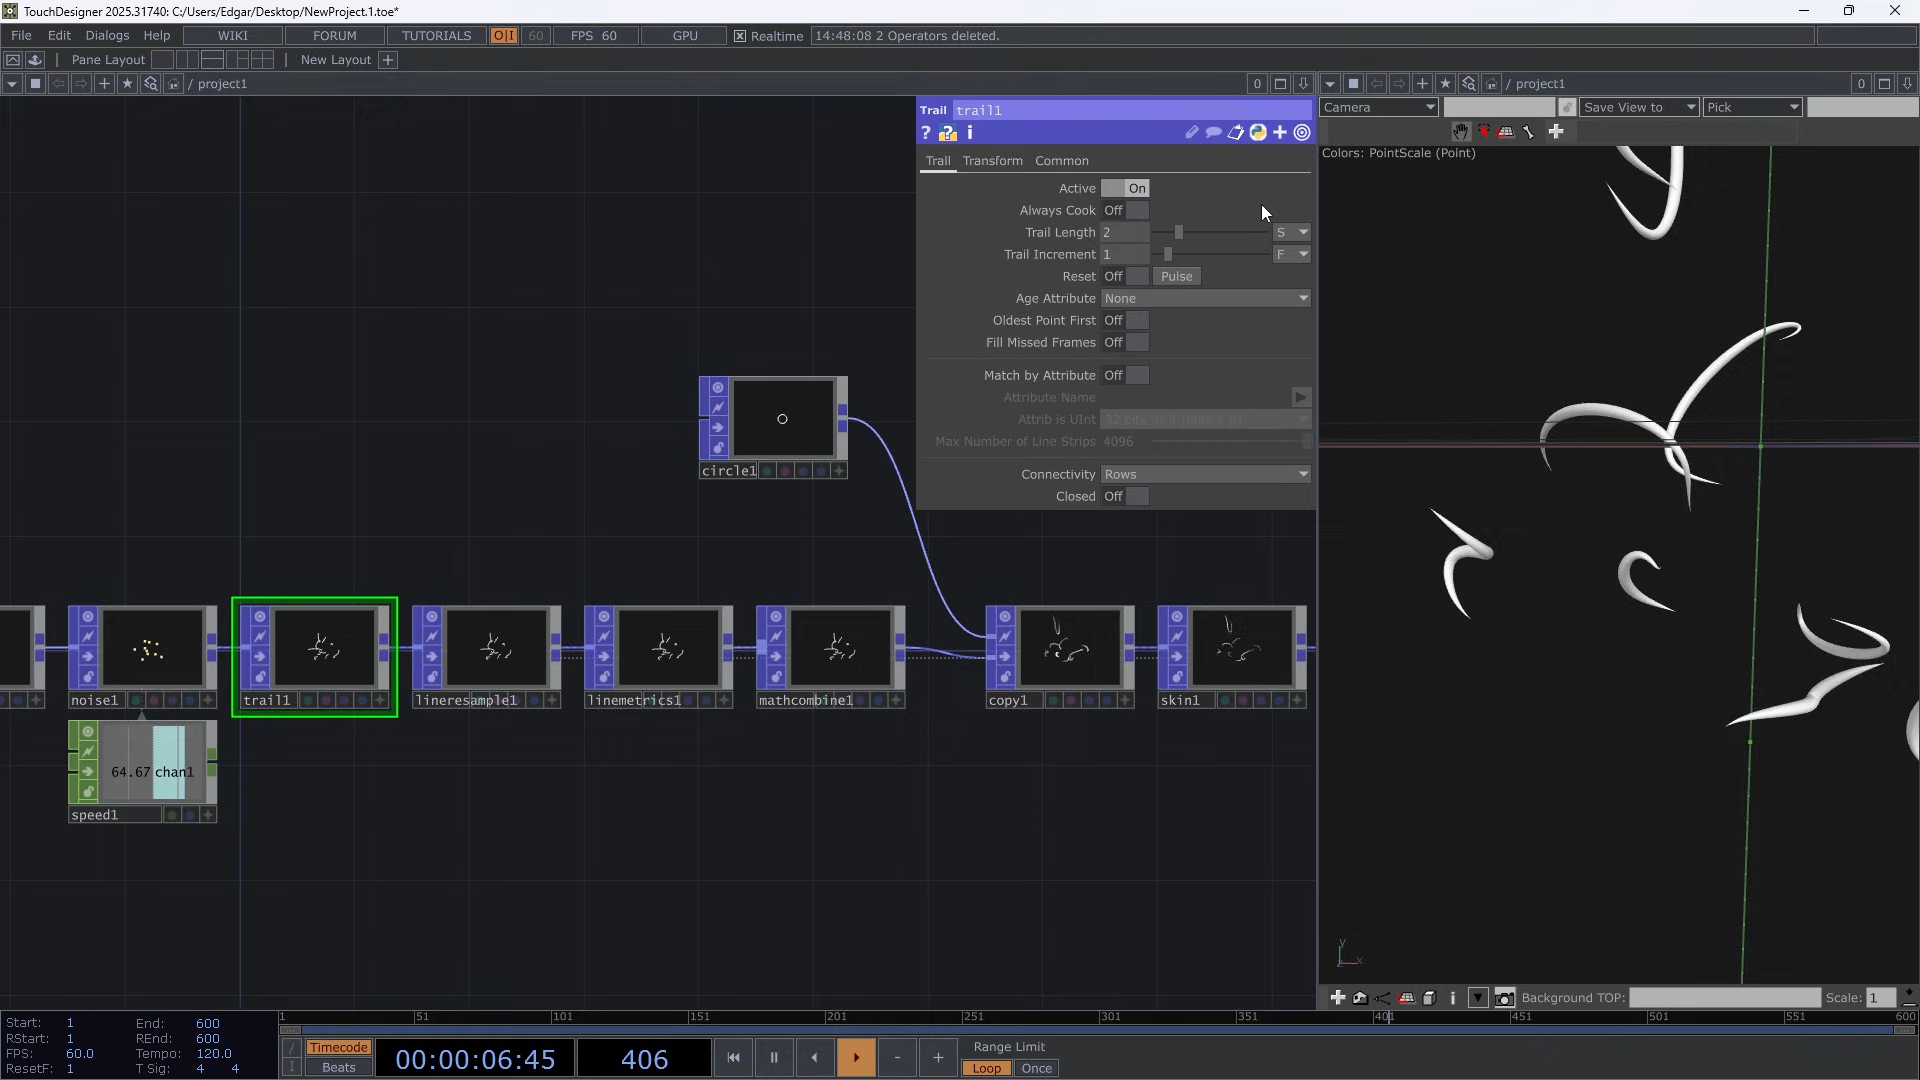 TouchDesigner 2025.31740: C:/Users/Edgar/Desktop/NewProject.1.toe*
File Edit Dialogs Help WIKI FORUM TUTORIALS O|I 60 FPS 60 GPU Realtime 14:48:08 2 Operators deleted.
Pane Layout New Layout
/ project1 0
/ project1 0
Camera Save View to Pick
Colors: PointScale (Point)
Trail trail1
? ? i
Trail Transform Common
Active On
Always Cook Off
Trail Length 2 S
Trail Increment 1 F
Reset Off Pulse
Age Attribute None
Oldest Point First Off
Fill Missed Frames Off
Match by Attribute Off
Attribute Name
Attrib is UInt
Max Number of Line Strips 4096
Connectivity Rows
Closed Off
circle1
noise1 trail1 lineresample1 linemetrics1 mathcombine1 copy1 skin1
64.67 chan1
speed1
y
x
i Background TOP: Scale: 1
1 51 101 151 201 251 301 351 401 451 501 551 600
Start: 1 End: 600
RStart: 1 REnd: 600
FPS: 60.0 Tempo: 120.0
ResetF: 1 T Sig: 4 4
Timecode
Beats
00:00:06:45 406
Range Limit
Loop Once